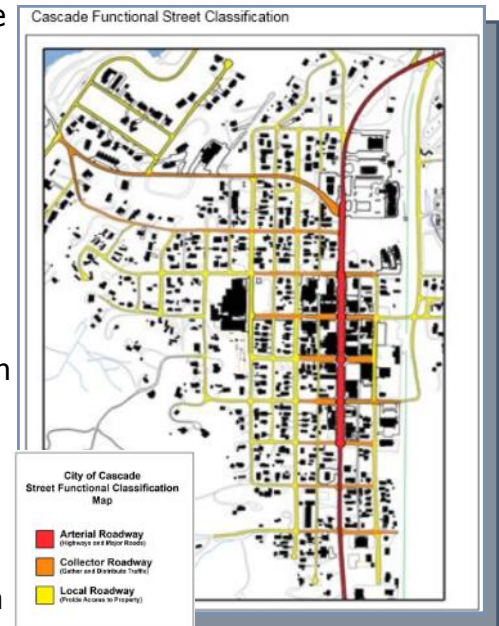 e
Cascade Functional Street Classification
n
City of Cascade
Street Functional Classification
Map
Arterial Roadway
(Highways and Major Roads)
Collector Roadway
(Gather and Distribute Traffic)
Local Roadway
(Provide Access to Property)
n